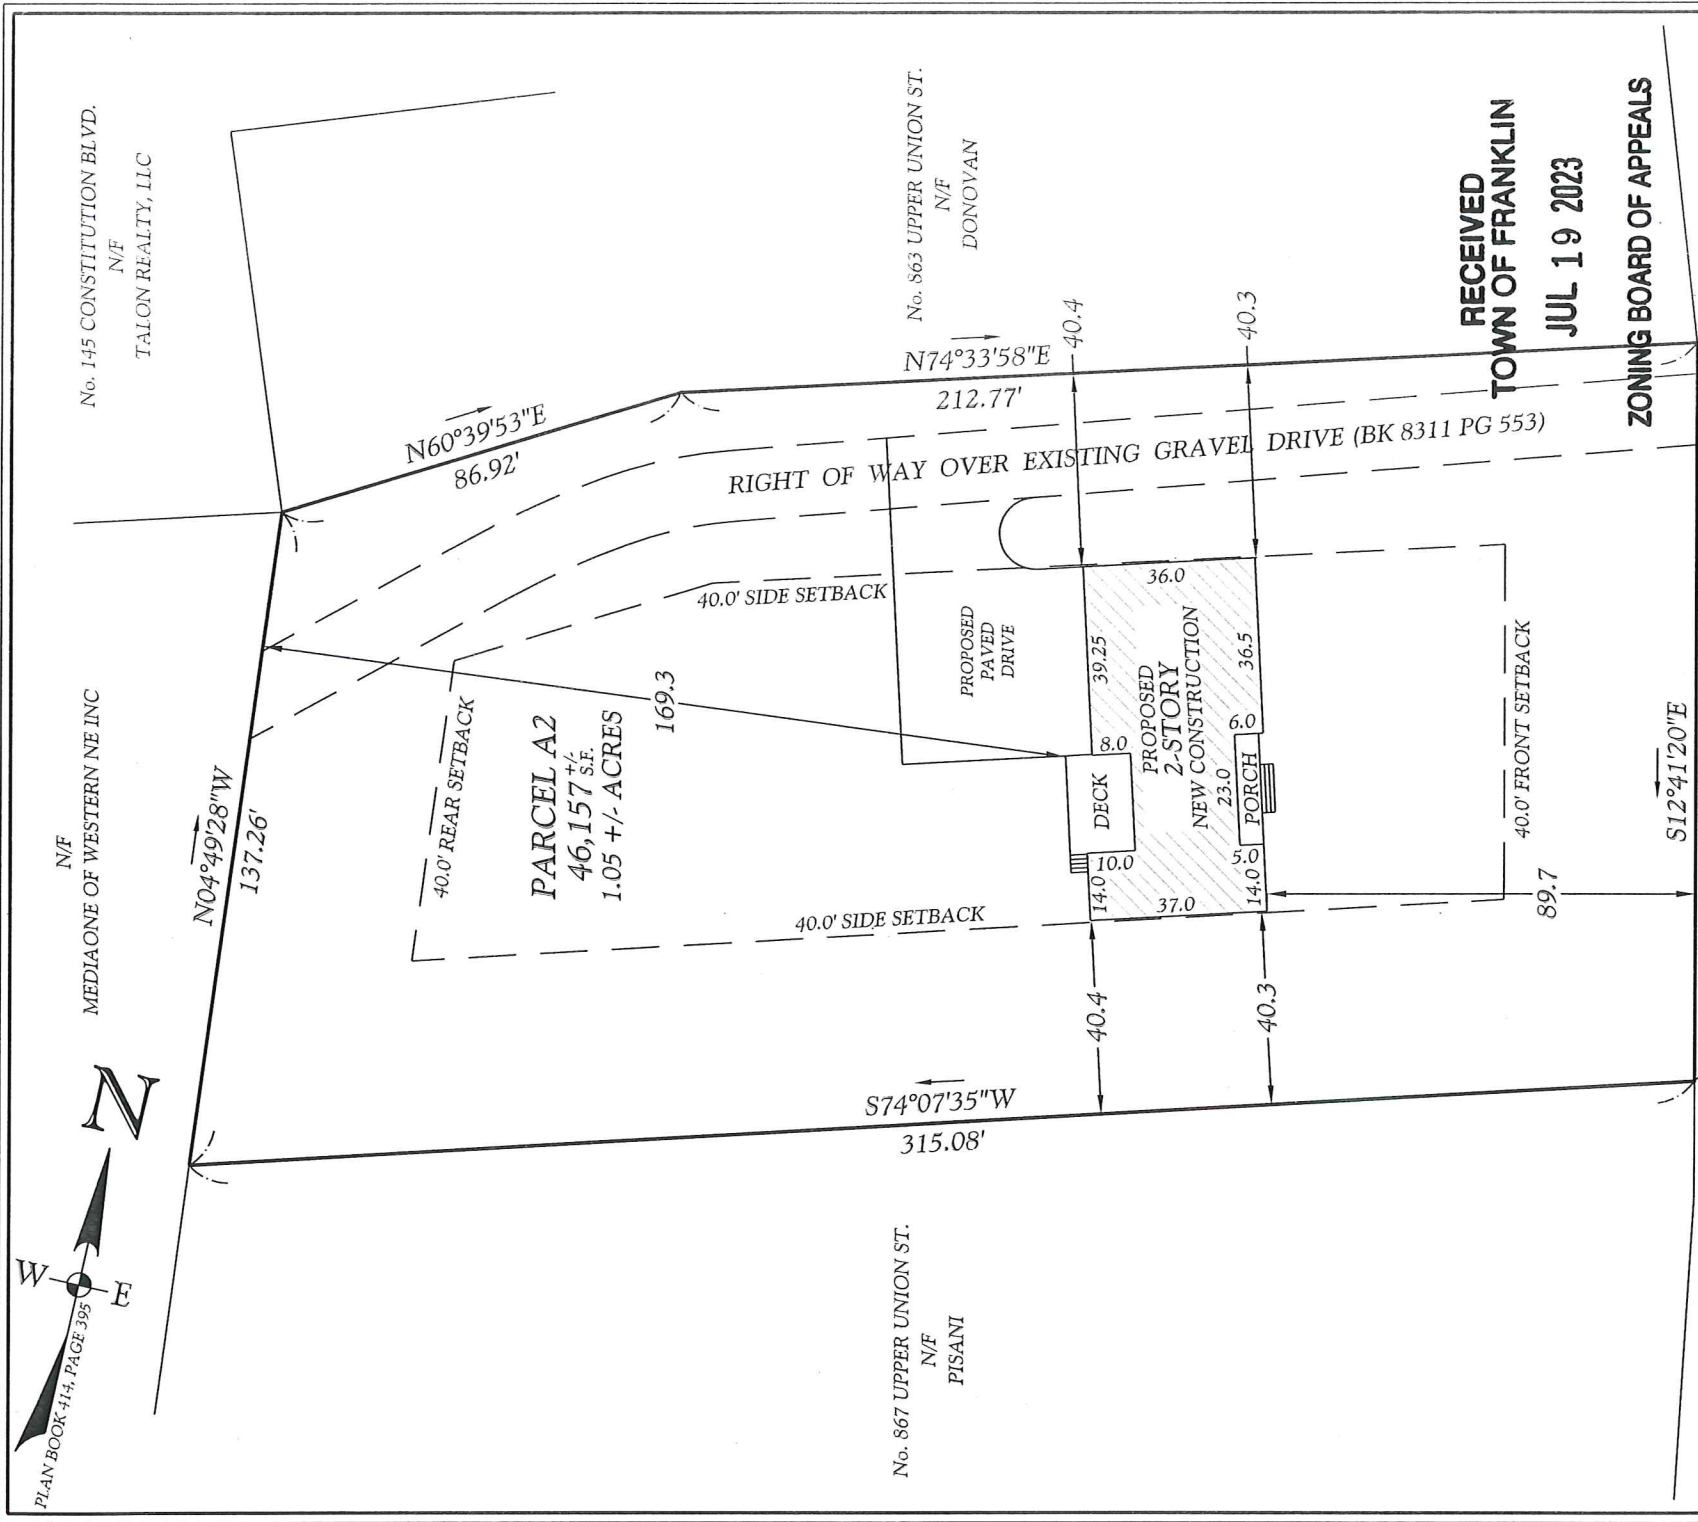 No. 145 CONSTITUTION BLVD.
N/F
TALON REALTY, LLC
No. 863 UPPER UNION ST.
N/F
DONOVAN
RECEIVED
TOWN OF FRANKLIN
JUL 19 2023
ZONING BOARD OF APPEALS
N60°39'53"E
86.92'
N74°33'58"E
212.77'
40.4
40.3
RIGHT OF WAY OVER EXISTING GRAVEL DRIVE (BK 8311 PG 553)
N/F
MEDIAONE OF WESTERN NE INC
N04°49'28"W
137.26'
40.0' REAR SETBACK
40.0' SIDE SETBACK
PARCEL A2
46,157 +/- S.F.
1.05 +/- ACRES
169.3
PROPOSED
PAVED
DRIVE
36.0
39.25
36.5
PROPOSED
2-STORY
NEW CONSTRUCTION
8.0
6.0
DECK
23.0
PORCH
10.0
5.0
14.0
14.0
37.0
40.0' SIDE SETBACK
40.0' FRONT SETBACK
S12°41'20"E
89.7
40.4
40.3
S74°07'35"W
315.08'
N
W
E
PLAN BOOK 414, PAGE 395
No. 867 UPPER UNION ST.
N/F
PISANI